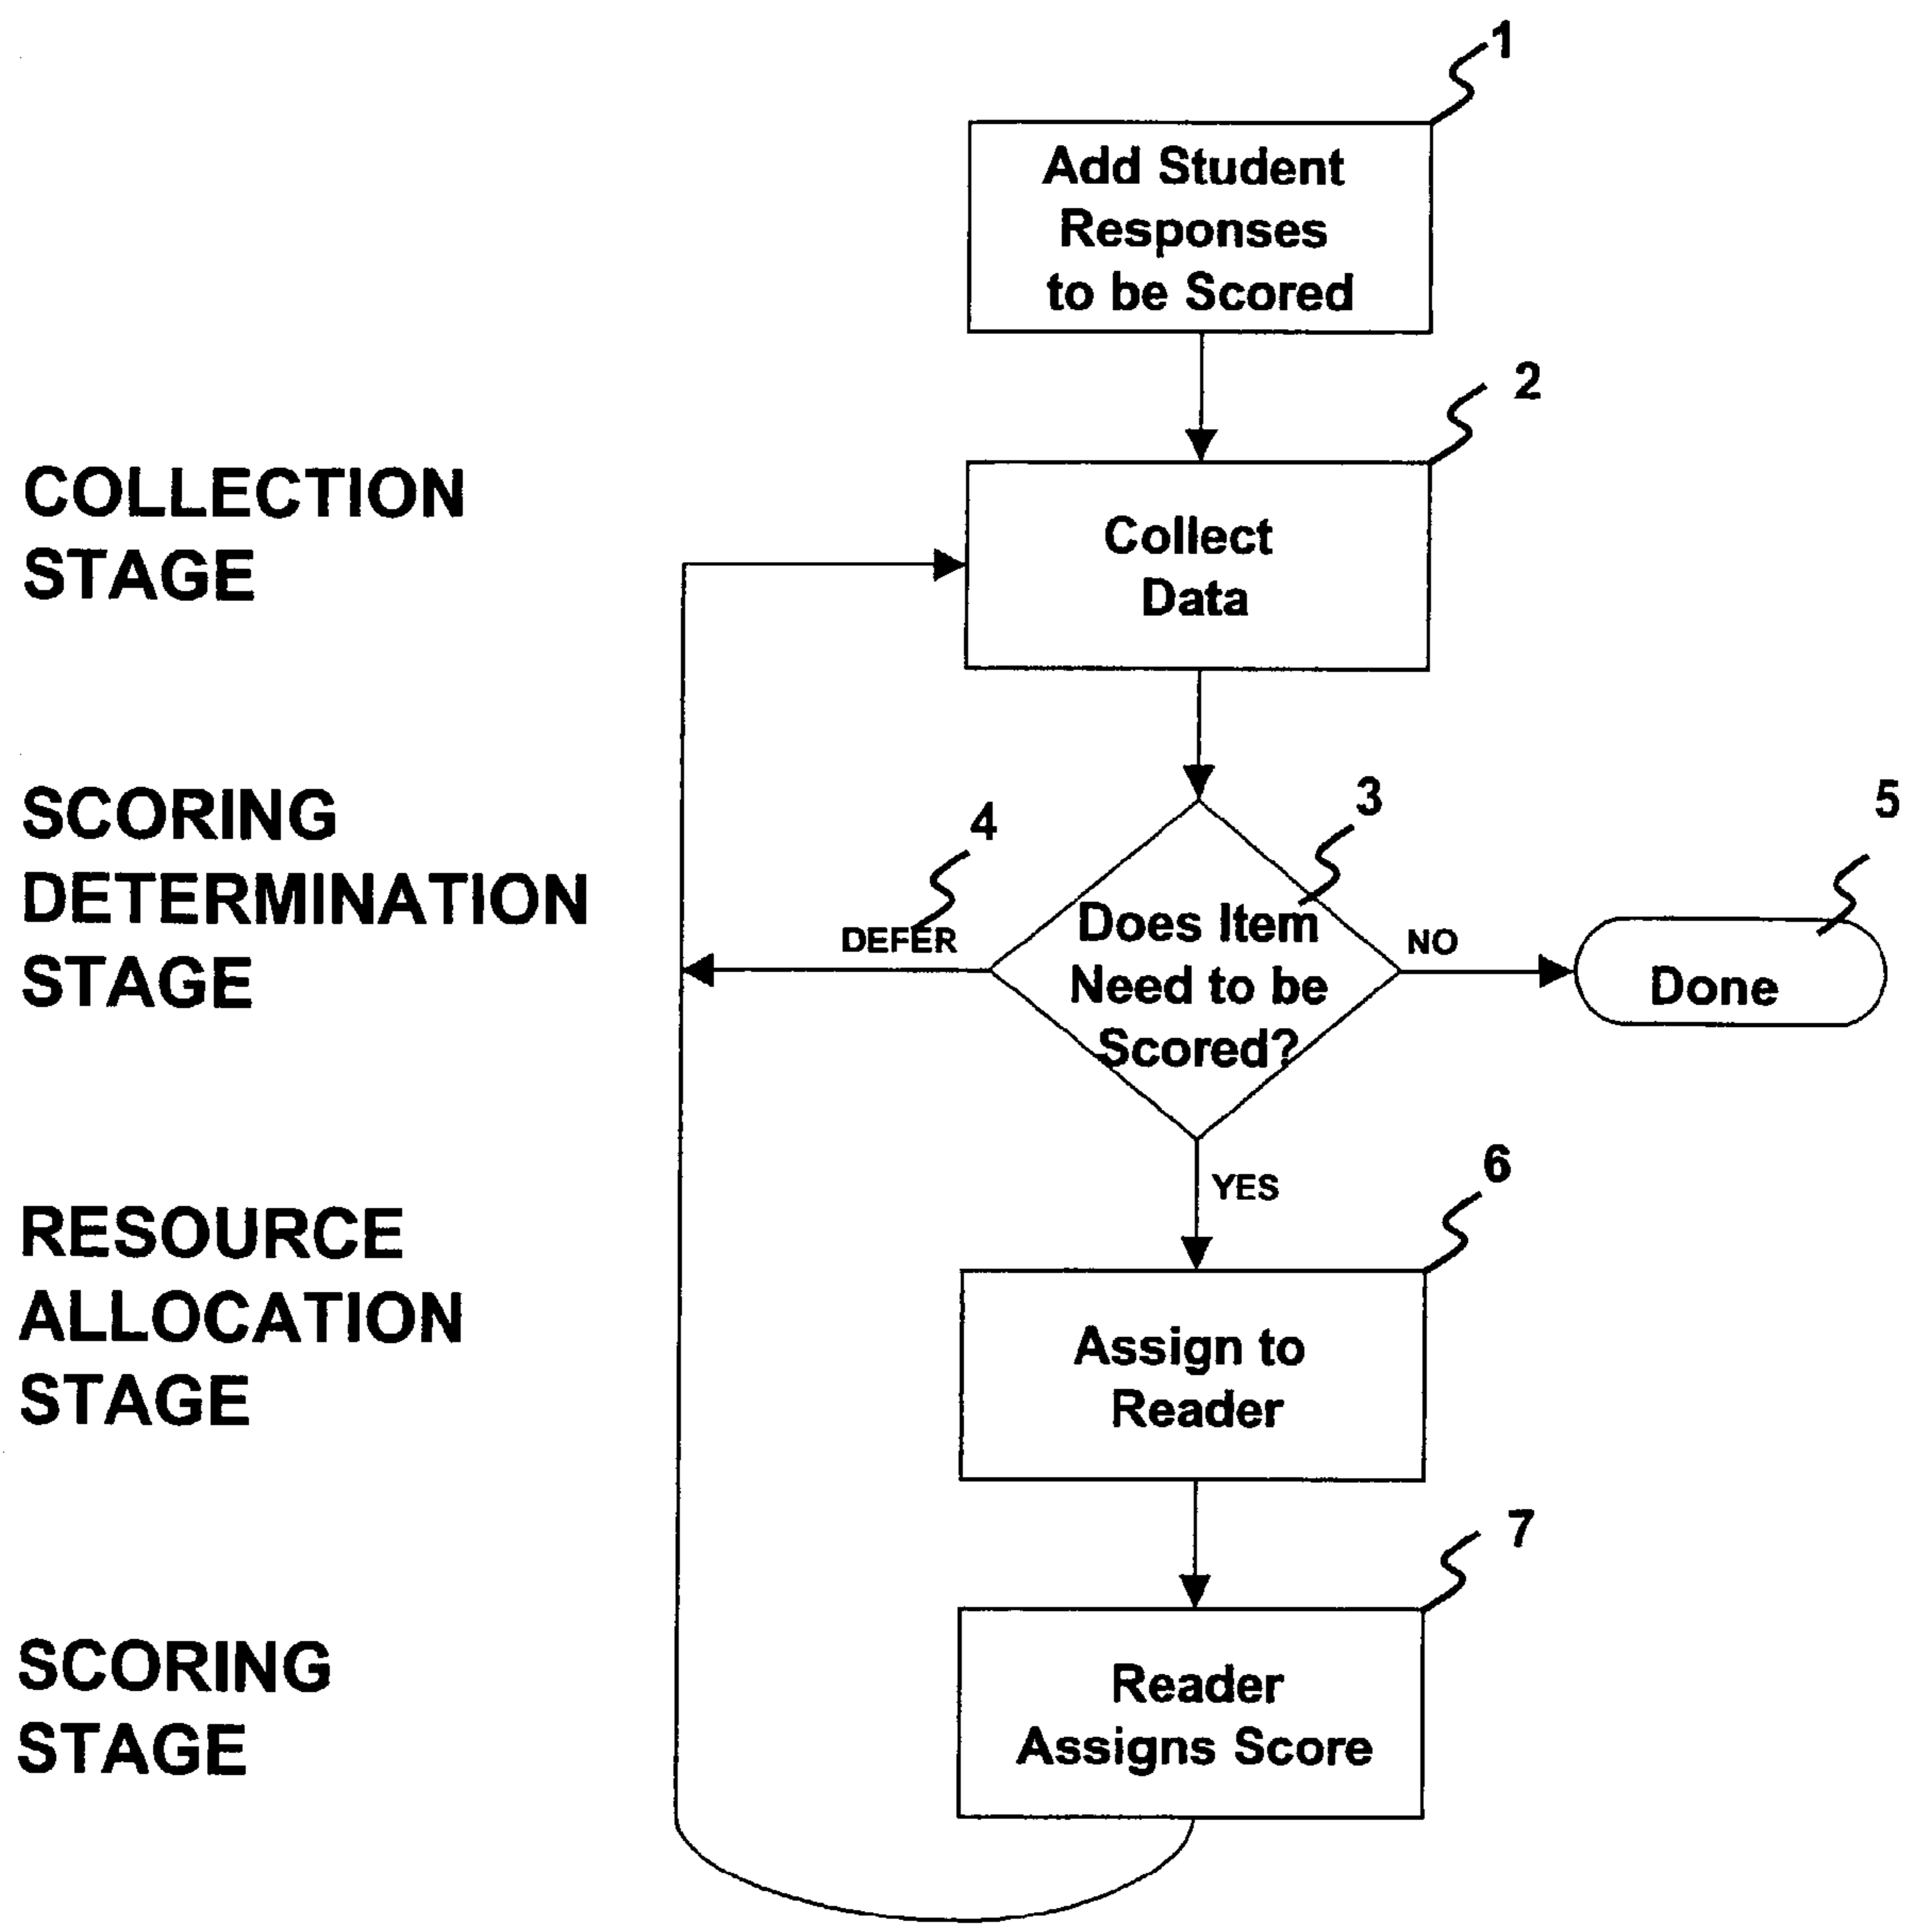 1
Add Student
Responses
to be Scored
2
COLLECTION
STAGE
Collect
Data
SCORING
DETERMINATION
STAGE
4
3
5
DEFER
Does Item
Need to be
Scored?
NO
Done
YES
6
RESOURCE
ALLOCATION
STAGE
Assign to
Reader
7
SCORING
STAGE
Reader
Assigns Score